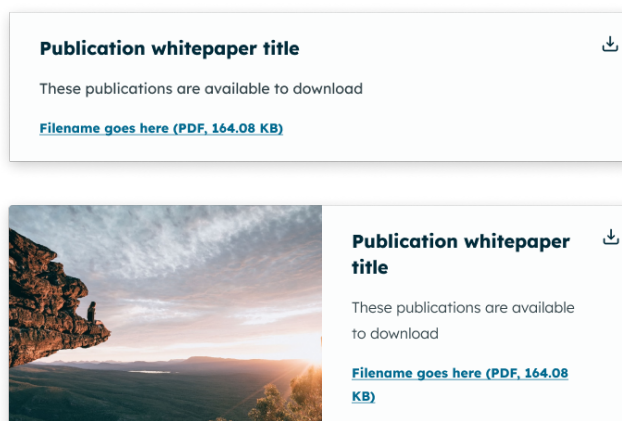 Publication whitepaper title
These publications are available to download
Filename goes here (PDF, 164.08 KB)
Publication whitepaper
title
These publications are available
to download
Filename goes here (PDF, 164.08
KB)